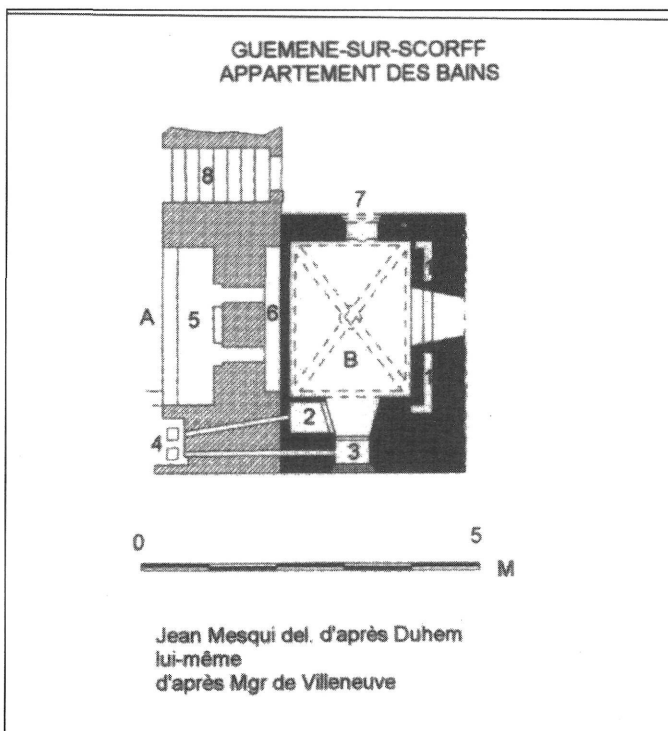 GUEMENE-SUR-SCORFF
APPARTEMENT DES BAINS
8
7
A
5
6
B
2
4
3
0
5
M
Jean Mesqui del. d'après Duhem
lui-même
d'après Mgr de Villeneuve